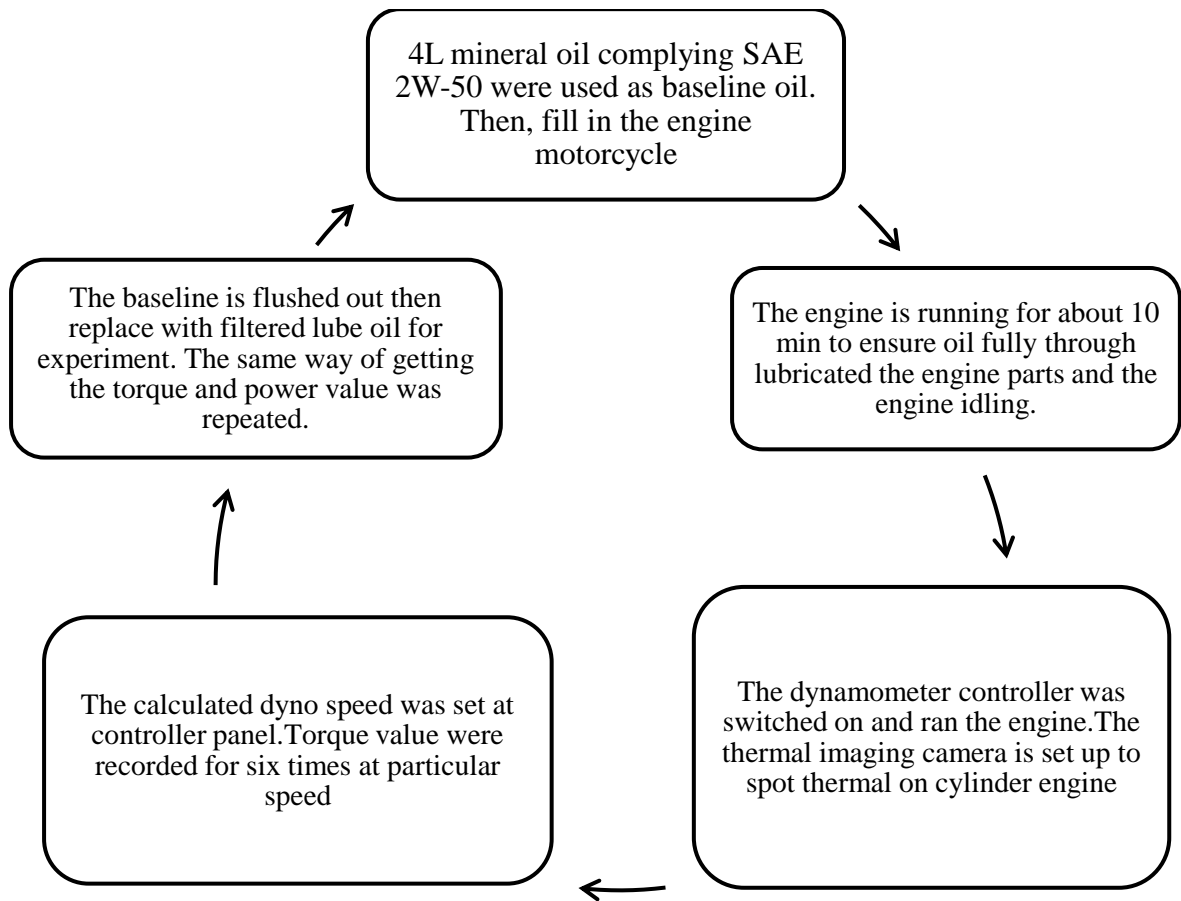 4L mineral oil complying SAE
2W-50 were used as baseline oil.
Then, fill in the engine
motorcycle
The engine is running for about 10
min to ensure oil fully through
lubricated the engine parts and the
engine idling.
The dynamometer controller was
switched on and ran the engine.The
thermal imaging camera is set up to
spot thermal on cylinder engine
The calculated dyno speed was set at
controller panel.Torque value were
recorded for six times at particular
speed
The baseline is flushed out then
replace with filtered lube oil for
experiment. The same way of getting
the torque and power value was
repeated.